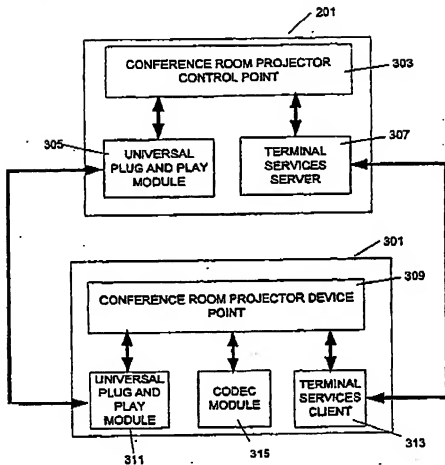 201
CONFERENCE ROOM PROJECTOR
CONTROL POINT
303
305
UNIVERSAL
PLUG AND PLAY
MODULE
307
TERMINAL
SERVICES
SERVER
301
309
CONFERENCE ROOM PROJECTOR DEVICE
POINT
UNIVERSAL
PLUG AND
PLAY
MODULE
CODEC
MODULE
TERMINAL
SERVICES
CLIENT
311
315
313